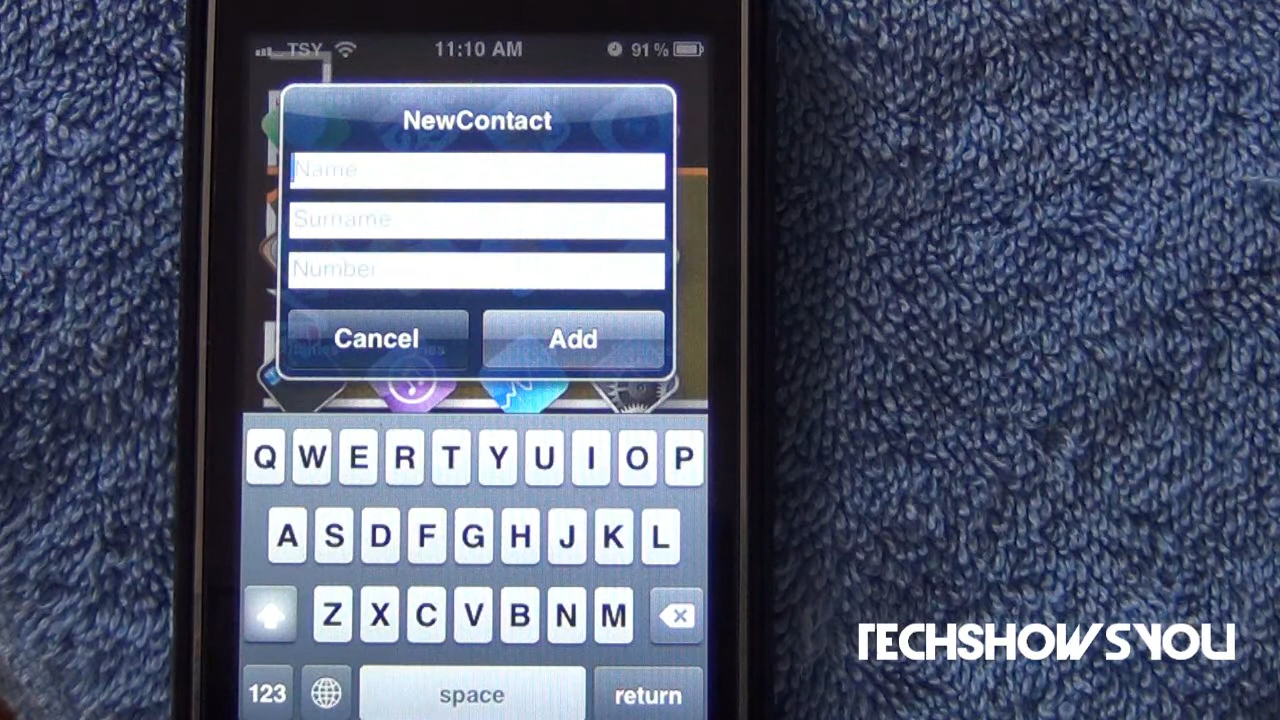 TSY 11:10 AM 91%
NewContact
Name
Surname
Number
Cancel Add
Q W E R T Y U I O P
A S D F G H J K L
Z X C V B N M
123 space return
TECHSHOWSYOU